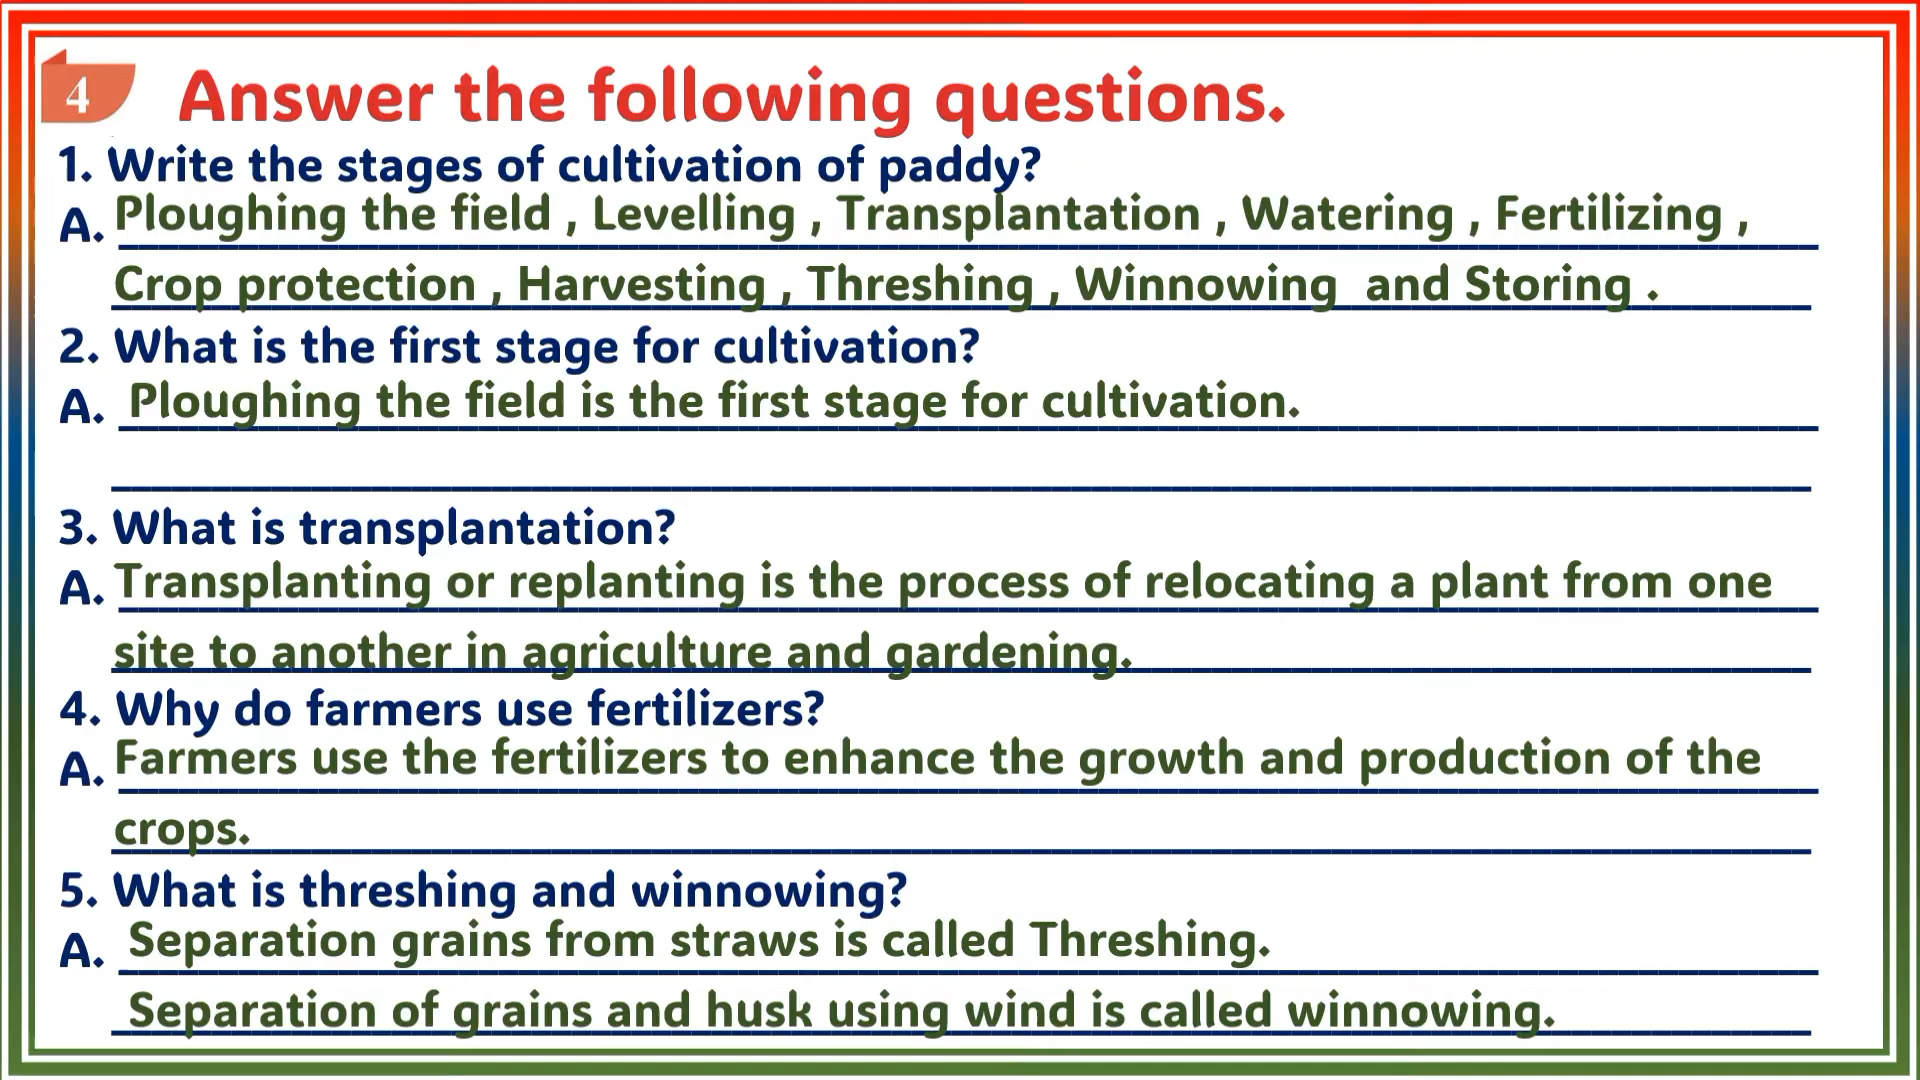 4 Answer the following questions.
1. Write the stages of cultivation of paddy?
A. Ploughing the field , Levelling , Transplantation , Watering , Fertilizing ,
Crop protection , Harvesting , Threshing , Winnowing and Storing .
2. What is the first stage for cultivation?
A. Ploughing the field is the first stage for cultivation.
3. What is transplantation?
A. Transplanting or replanting is the process of relocating a plant from one
site to another in agriculture and gardening.
4. Why do farmers use fertilizers?
A. Farmers use the fertilizers to enhance the growth and production of the
crops.
5. What is threshing and winnowing?
A. Separation grains from straws is called Threshing.
Separation of grains and husk using wind is called winnowing.